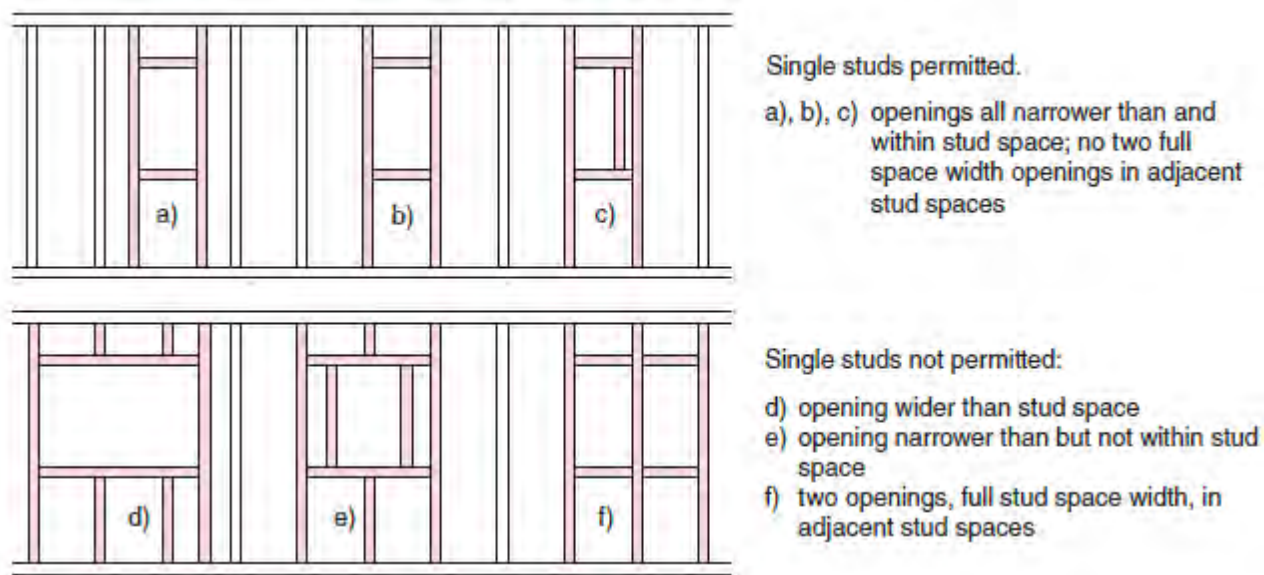 a)
b)
c)
Single studs permitted.
a), b), c) openings all narrower than and
within stud space; no two full
space width openings in adjacent
stud spaces
d)
e)
f)
Single studs not permitted:
d) opening wider than stud space
e) opening narrower than but not within stud
space
f) two openings, full stud space width, in
adjacent stud spaces